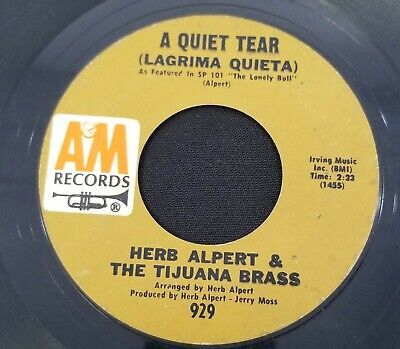 A QUIET TEAR
(LAGRIMA QUIETA)
As Featured In SP 101 "The Lonely Bull"
(Alpert)
A&M
RECORDS
®
Irving Music
Inc. (BMI)
Time: 2:23
(1455)
HERB ALPERT &
THE TIJUANA BRASS
Arranged by Herb Alpert
Produced by Herb Alpert - Jerry Moss
929